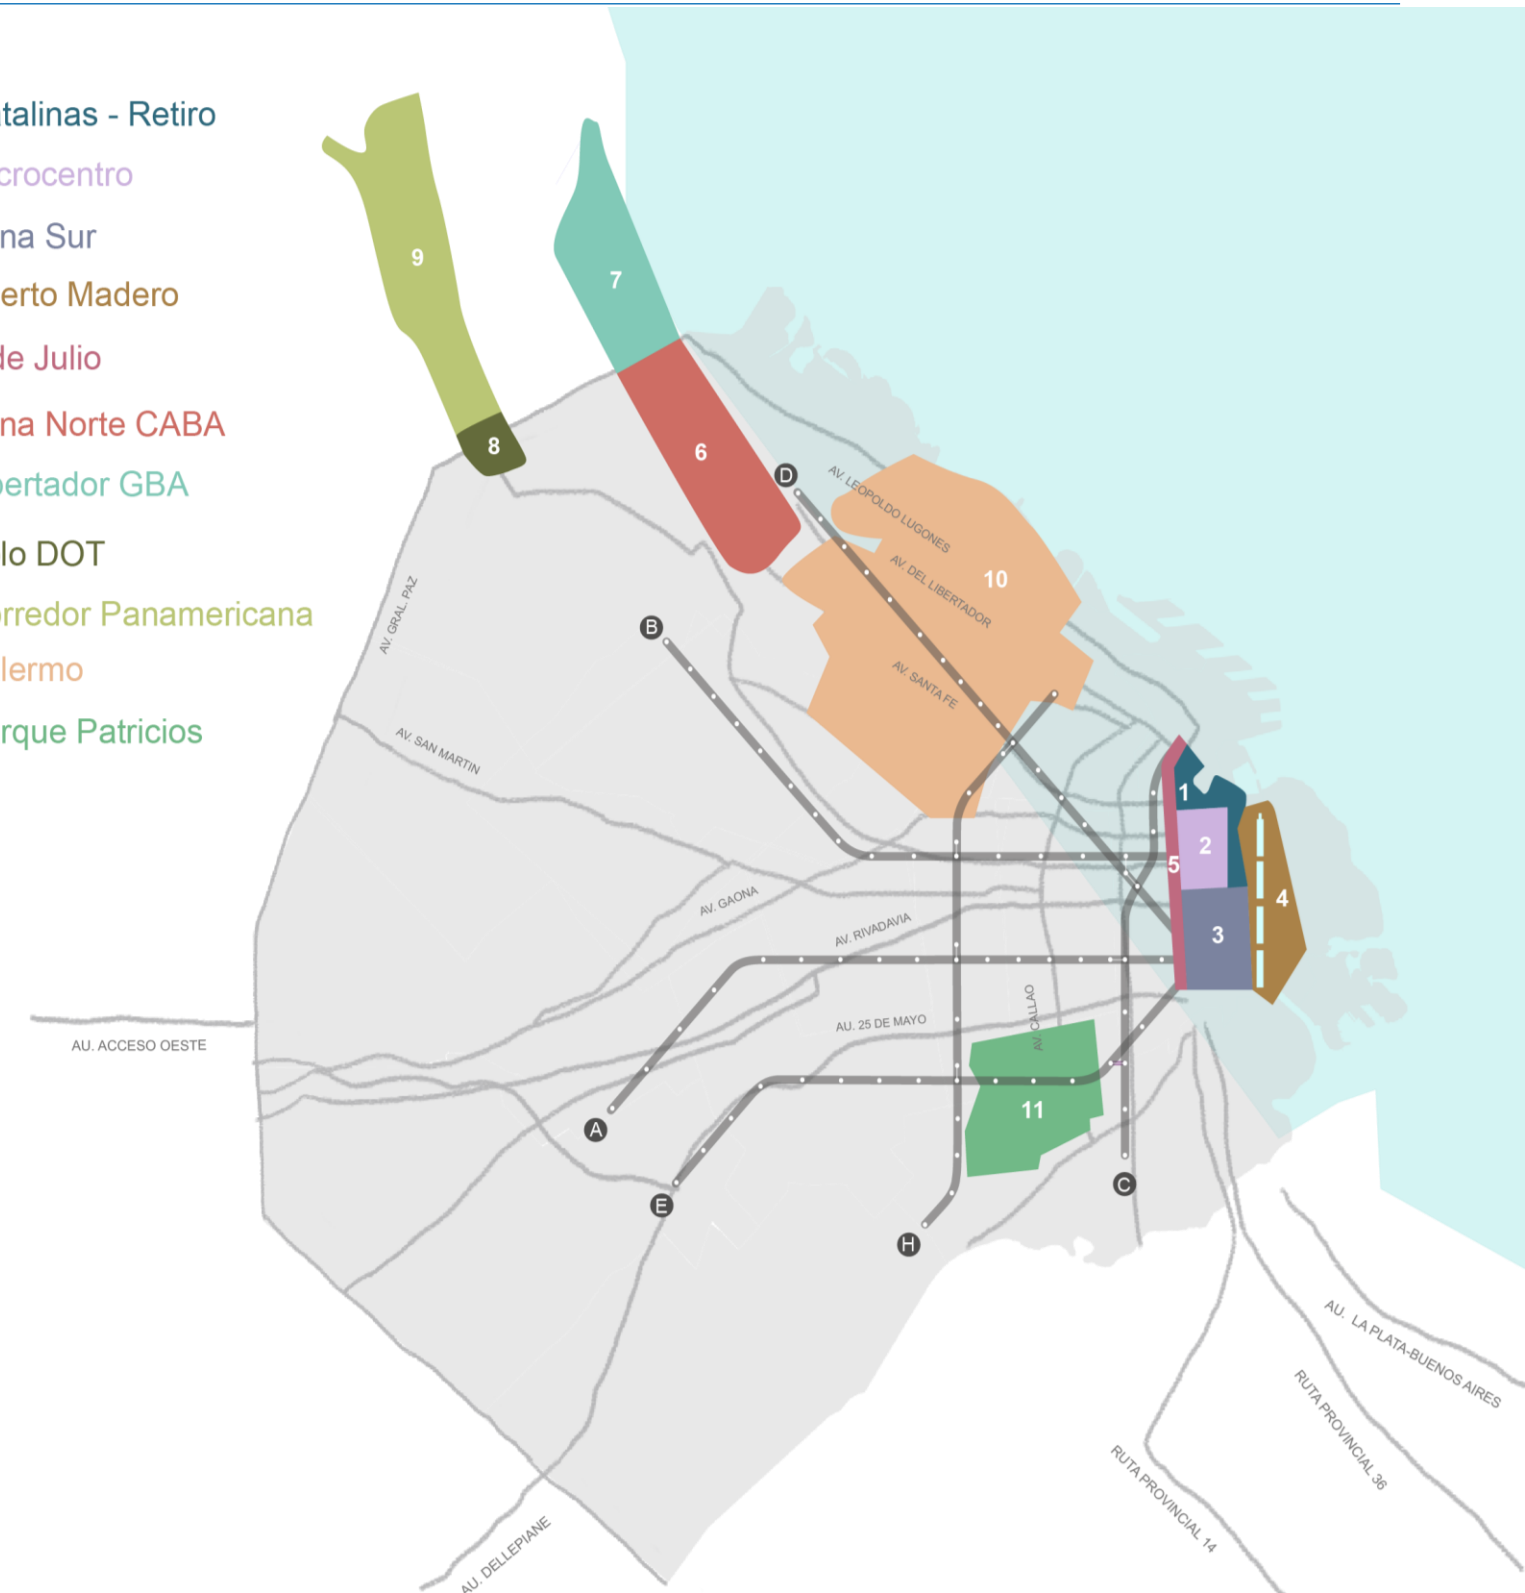 talinas - Retiro
crocentro
na Sur
erto Madero
de Julio
na Norte CABA
bertador GBA
lo DOT
orredor Panamericana
lermo
rque Patricios
9
7
8
6
D
AV. LEOPOLDO LUGONES
10
AV. DEL LIBERTADOR
AV. GRAL. PAZ
B
AV. SANTA FE
AV. SAN MARTIN
1
2
5
4
AV. GAONA
AV. RIVADAVIA
3
AU. ACCESO OESTE
AU. 25 DE MAYO
AV. CALLAO
11
A
E
C
H
AU. LA PLATA-BUENOS AIRES
RUTA PROVINCIAL 36
RUTA PROVINCIAL 14
AU. DELLEPIANE